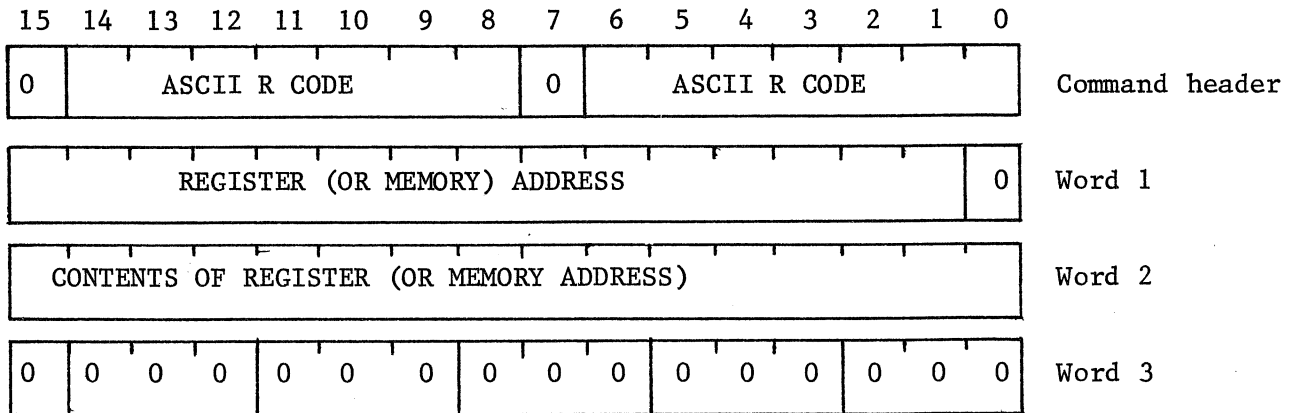 15 14 13 12 11 10 9 8 7 6 5 4 3 2 1 0
0 ASCII R CODE 0 ASCII R CODE Command header
REGISTER (OR MEMORY) ADDRESS 0 Word 1
CONTENTS OF REGISTER (OR MEMORY ADDRESS) Word 2
0 0 0 0 0 0 0 0 0 0 0 0 0 0 0 0 Word 3